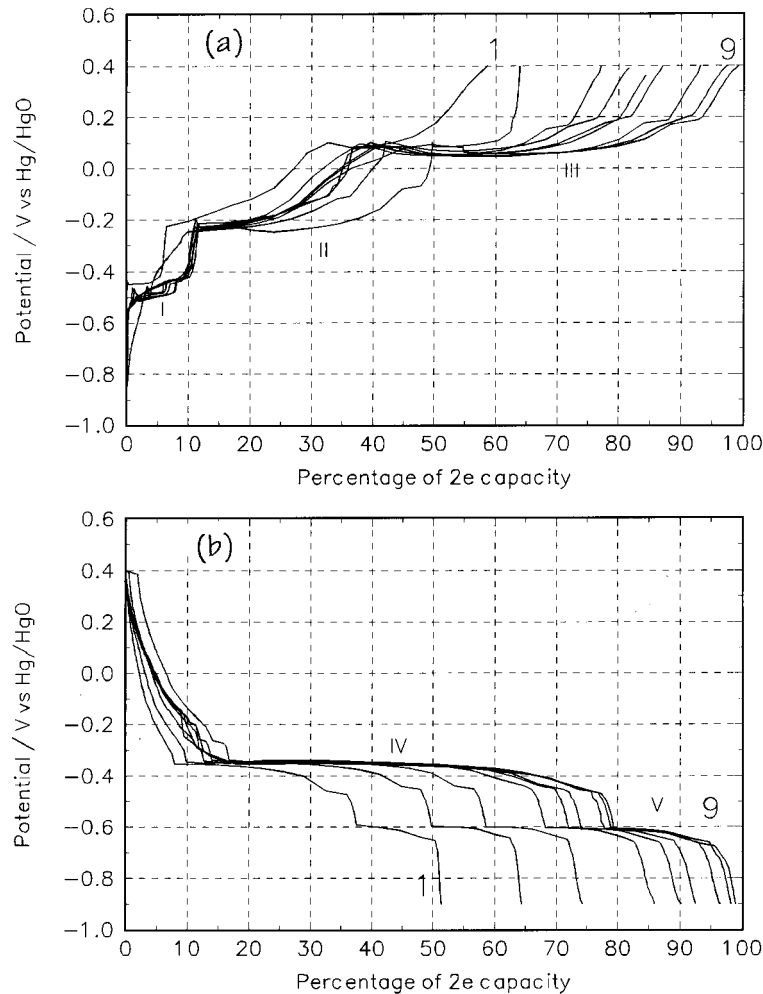 (a)
1
9
0.6
0.4
0.2
0.0
−0.2
−0.4
−0.6
−0.8
−1.0
Potential / V vs Hg/HgO
I
II
III
0 10 20 30 40 50 60 70 80 90 100
Percentage of 2e capacity
(b)
0.6
0.4
0.2
0.0
−0.2
−0.4
−0.6
−0.8
−1.0
Potential / V vs Hg/HgO
IV
V
9
1
0 10 20 30 40 50 60 70 80 90 100
Percentage of 2e capacity